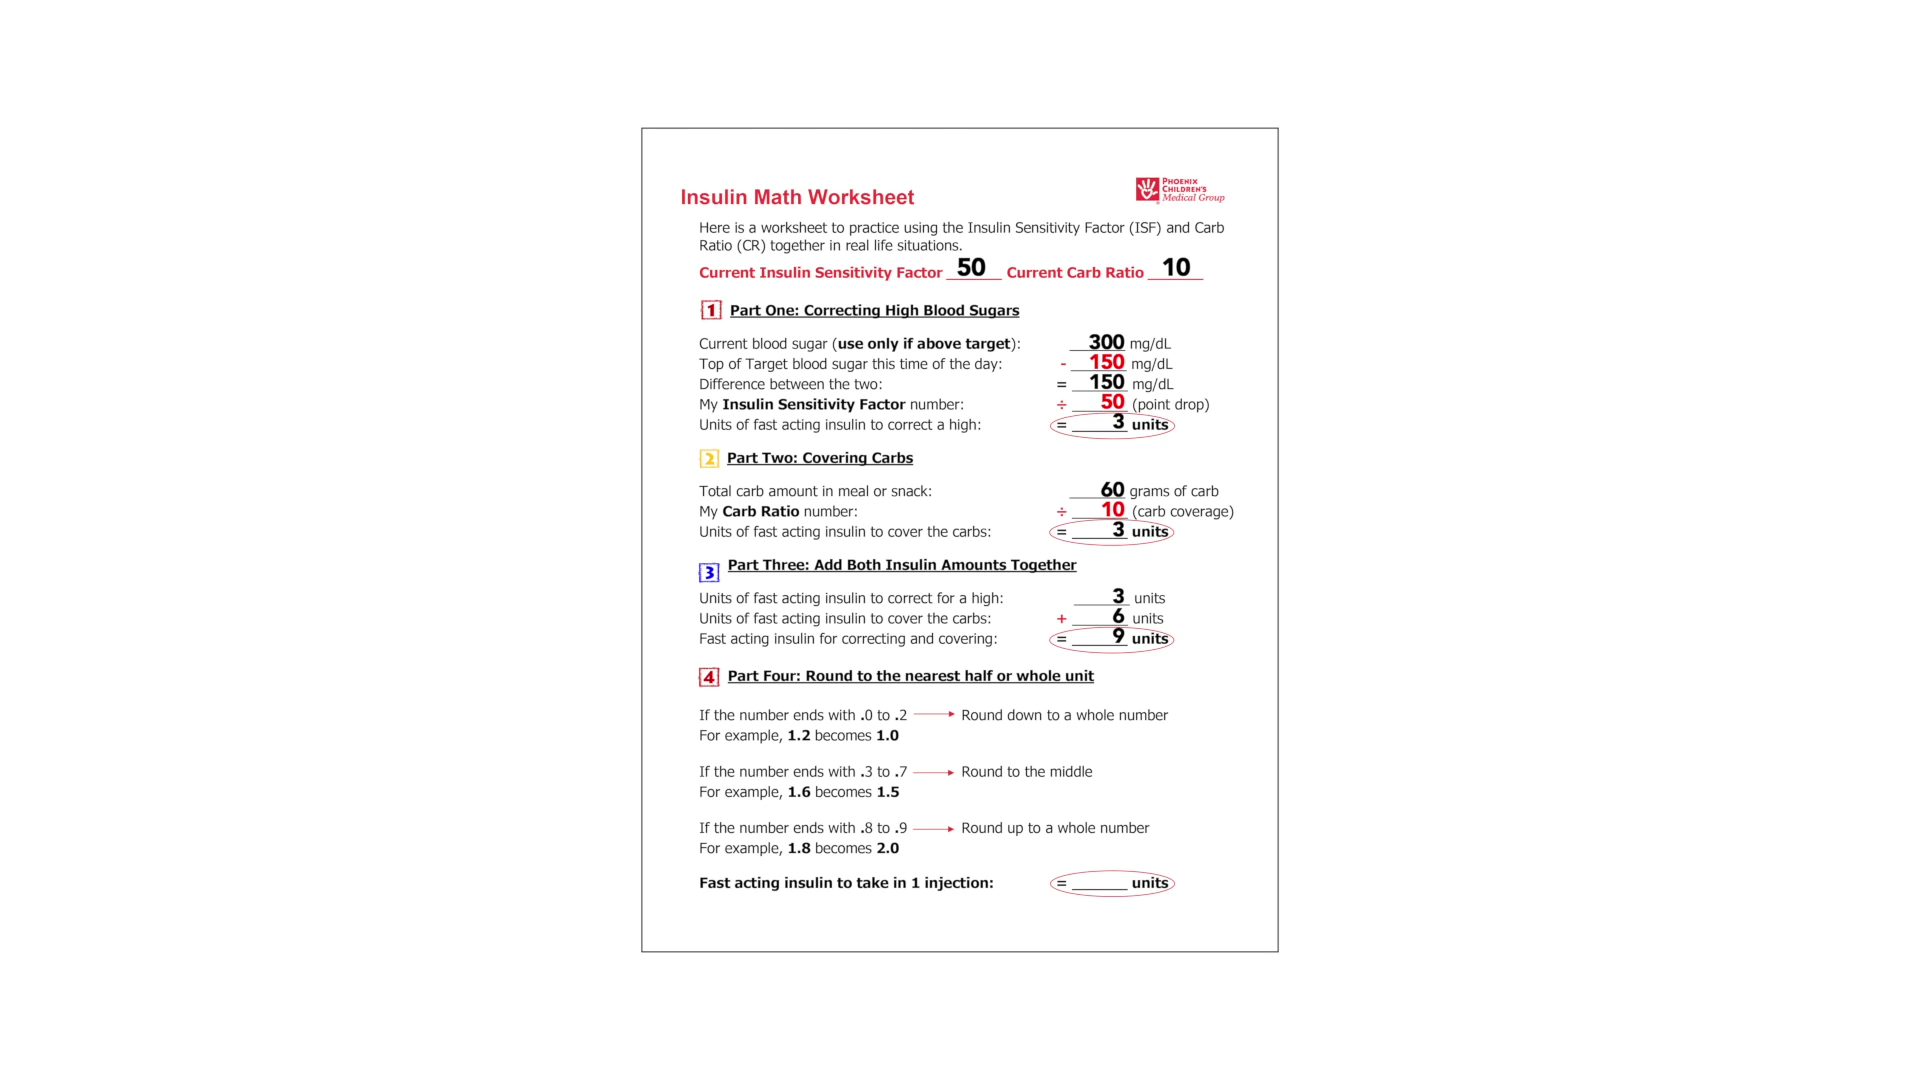 Insulin Math Worksheet
PHOENIX
CHILDREN'S
Medical Group
Here is a worksheet to practice using the Insulin Sensitivity Factor (ISF) and Carb
Ratio (CR) together in real life situations.
Current Insulin Sensitivity Factor 50 Current Carb Ratio 10
1 Part One: Correcting High Blood Sugars
Current blood sugar (use only if above target): 300 mg/dL
Top of Target blood sugar this time of the day: - 150 mg/dL
Difference between the two: = 150 mg/dL
My Insulin Sensitivity Factor number: ÷ 50 (point drop)
Units of fast acting insulin to correct a high: = 3 units
2 Part Two: Covering Carbs
Total carb amount in meal or snack: 60 grams of carb
My Carb Ratio number: ÷ 10 (carb coverage)
Units of fast acting insulin to cover the carbs: = 3 units
3 Part Three: Add Both Insulin Amounts Together
Units of fast acting insulin to correct for a high: 3 units
Units of fast acting insulin to cover the carbs: + 6 units
Fast acting insulin for correcting and covering: = 9 units
4 Part Four: Round to the nearest half or whole unit
If the number ends with .0 to .2 → Round down to a whole number
For example, 1.2 becomes 1.0
If the number ends with .3 to .7 → Round to the middle
For example, 1.6 becomes 1.5
If the number ends with .8 to .9 → Round up to a whole number
For example, 1.8 becomes 2.0
Fast acting insulin to take in 1 injection: = ______ units